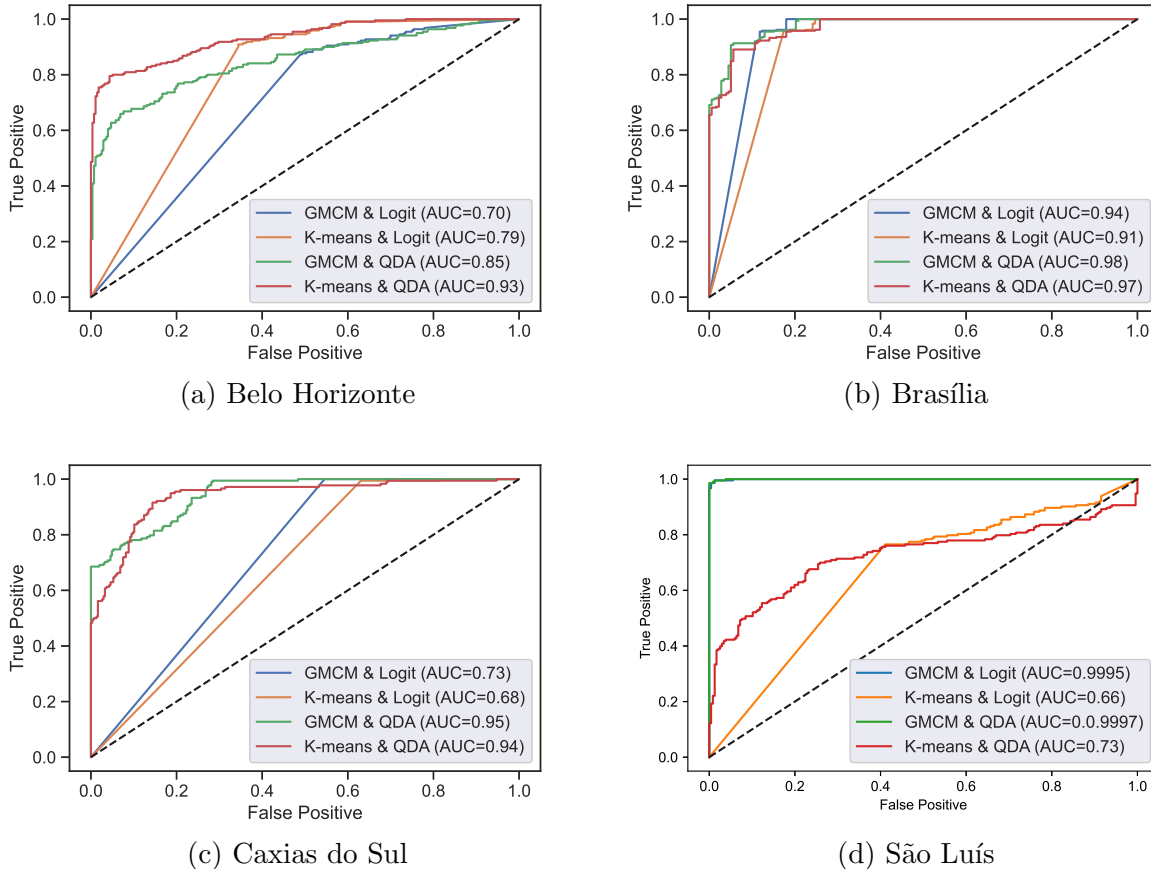 1.0
0.8
0.6
0.4
0.2
0.0
True Positive
GMCM & Logit (AUC=0.70)
K-means & Logit (AUC=0.79)
GMCM & QDA (AUC=0.85)
K-means & QDA (AUC=0.93)
0.0 0.2 0.4 0.6 0.8 1.0
False Positive
(a) Belo Horizonte
1.0
0.8
0.6
0.4
0.2
0.0
True Positive
GMCM & Logit (AUC=0.94)
K-means & Logit (AUC=0.91)
GMCM & QDA (AUC=0.98)
K-means & QDA (AUC=0.97)
0.0 0.2 0.4 0.6 0.8 1.0
False Positive
(b) Brasília
1.0
0.8
0.6
0.4
0.2
0.0
True Positive
GMCM & Logit (AUC=0.73)
K-means & Logit (AUC=0.68)
GMCM & QDA (AUC=0.95)
K-means & QDA (AUC=0.94)
0.0 0.2 0.4 0.6 0.8 1.0
False Positive
(c) Caxias do Sul
1.0
0.8
0.6
0.4
0.2
0.0
True Positive
GMCM & Logit (AUC=0.9995)
K-means & Logit (AUC=0.66)
GMCM & QDA (AUC=0.0.9997)
K-means & QDA (AUC=0.73)
0.0 0.2 0.4 0.6 0.8 1.0
False Positive
(d) São Luís